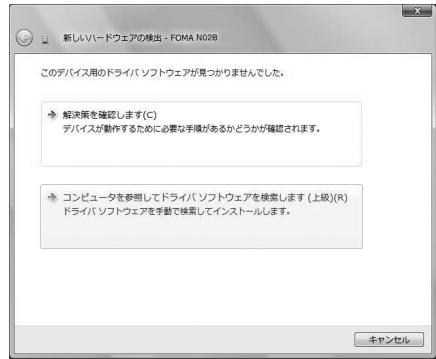 新しいハードウェアの検出 - FOMA N02B
このデバイス用のドライバ ソフトウェアが見つかりませんでした。
解決策を確認します(C)
デバイスが動作するために必要な手順があるかどうかが確認されます。
コンピュータを参照してドライバ ソフトウェアを検索します (上級)(R)
ドライバ ソフトウェアを手動で検索してインストールします。
キャンセル